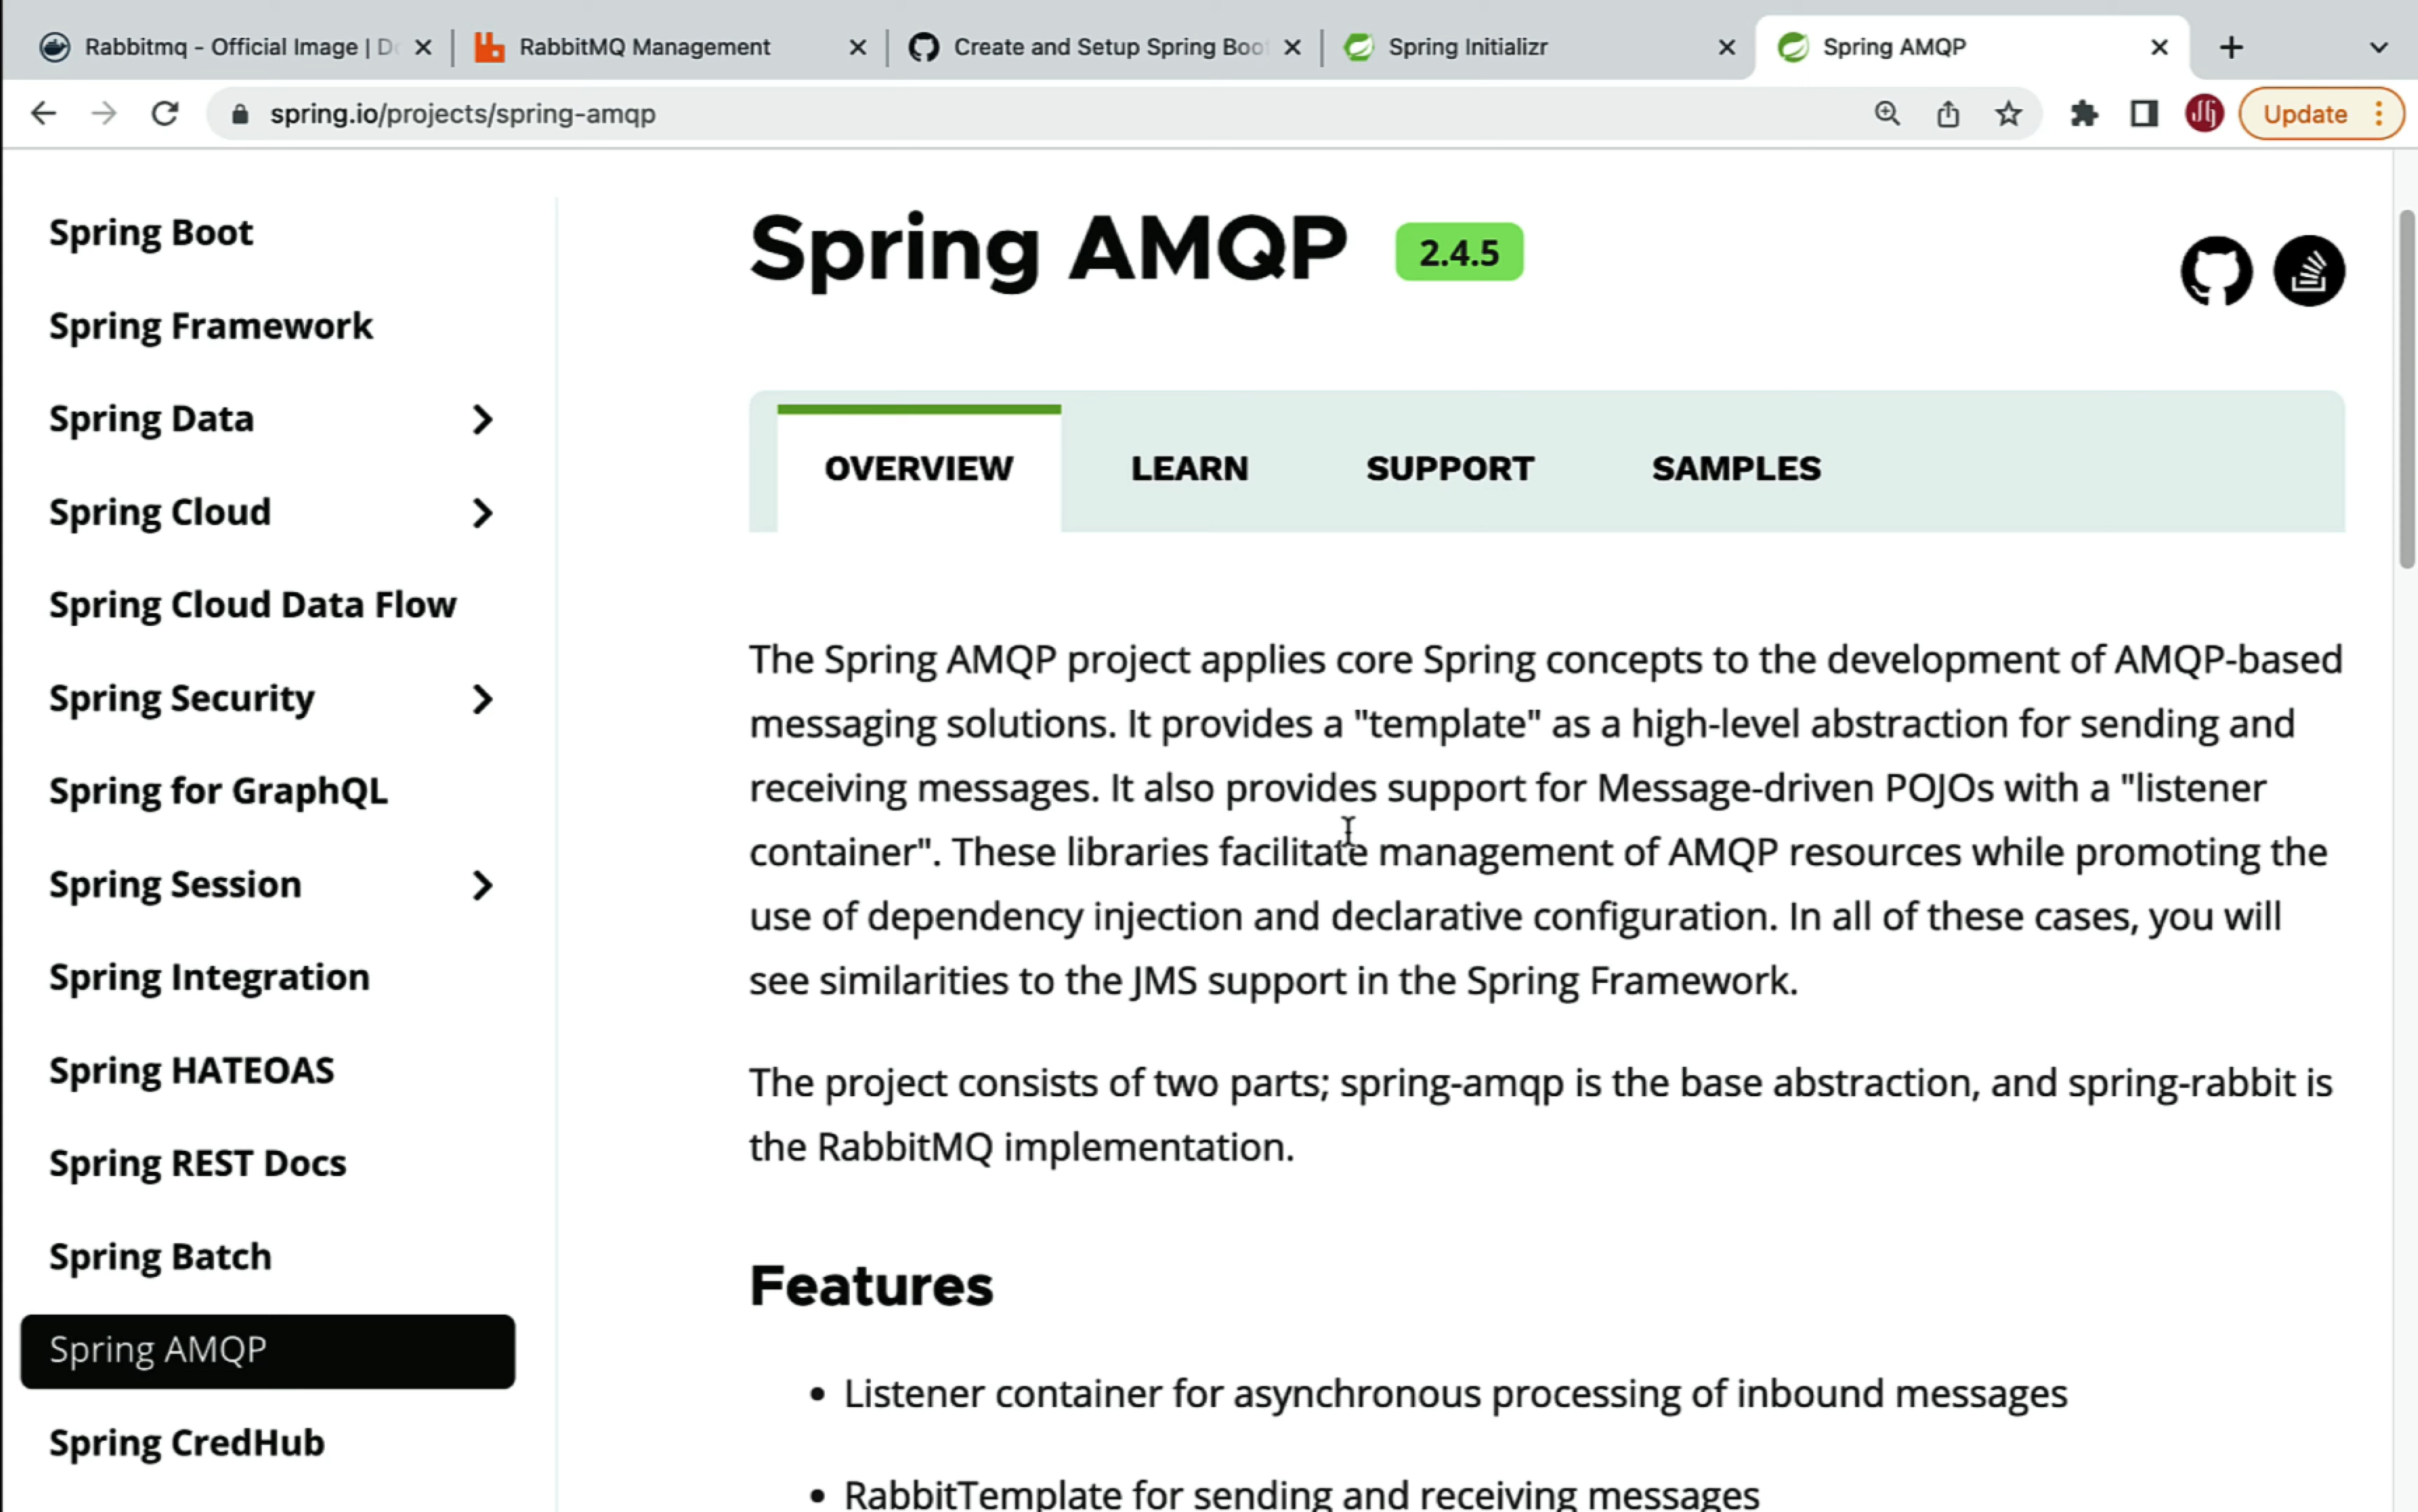 Rabbitmq - Official Image | D
RabbitMQ Management
Create and Setup Spring Boo
Spring Initializr
Spring AMQP
spring.io/projects/spring-amqp
Update
Spring Boot
Spring Framework
Spring Data
Spring Cloud
Spring Cloud Data Flow
Spring Security
Spring for GraphQL
Spring Session
Spring Integration
Spring HATEOAS
Spring REST Docs
Spring Batch
Spring AMQP
Spring CredHub
Spring AMQP 2.4.5
OVERVIEW LEARN SUPPORT SAMPLES
The Spring AMQP project applies core Spring concepts to the development of AMQP-based
messaging solutions. It provides a "template" as a high-level abstraction for sending and
receiving messages. It also provides support for Message-driven POJOs with a "listener
container". These libraries facilitate management of AMQP resources while promoting the
use of dependency injection and declarative configuration. In all of these cases, you will
see similarities to the JMS support in the Spring Framework.
The project consists of two parts; spring-amqp is the base abstraction, and spring-rabbit is
the RabbitMQ implementation.
Features
• Listener container for asynchronous processing of inbound messages
• RabbitTemplate for sending and receiving messages